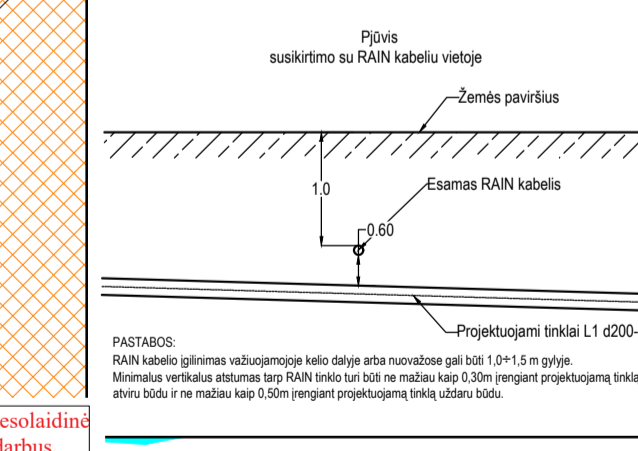 Pjūvis
susikirtimo su RAIN kabeliu vietoje
Žemės paviršius
1.0
Esamas RAIN kabelis
0.60
Projektuojami tinklai L1 d200-
PASTABOS:
RAIN kabelio įgilinimas važiuojamojoje kelio dalyje arba nuovažose gali būti 1,0÷1,5 m gylyje.
Minimalus vertikalus atstumas tarp RAIN tinklo turi būti ne mažiau kaip 0,30m įrengiant projektuojamą tinkla
atviru būdu ir ne mažiau kaip 0,50m įrengiant projektuojamą tinklą uždaru būdu.
esolaidinė
darbus